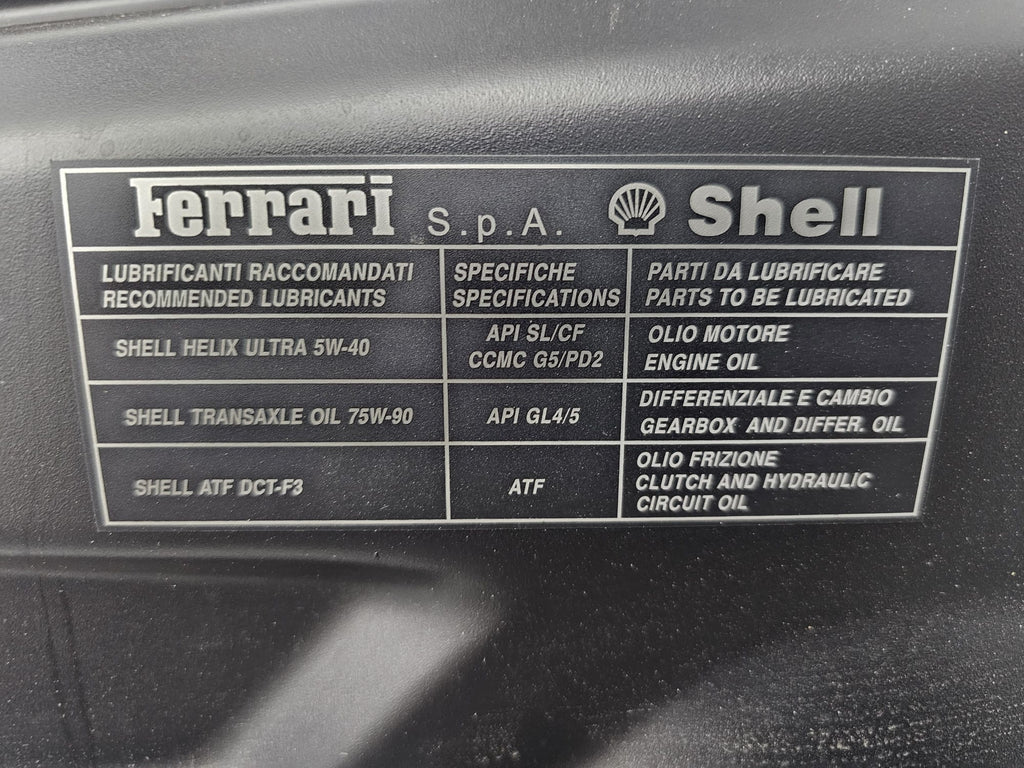 Ferrari S.p.A. Shell
LUBRIFICANTI RACCOMANDATI
RECOMMENDED LUBRICANTS
SPECIFICHE
SPECIFICATIONS
PARTI DA LUBRIFICARE
PARTS TO BE LUBRICATED
SHELL HELIX ULTRA 5W-40
API SL/CF
CCMC G5/PD2
OLIO MOTORE
ENGINE OIL
SHELL TRANSAXLE OIL 75W-90
API GL4/5
DIFFERENZIALE E CAMBIO
GEARBOX AND DIFFER. OIL
SHELL ATF DCT-F3
ATF
OLIO FRIZIONE
CLUTCH AND HYDRAULIC
CIRCUIT OIL